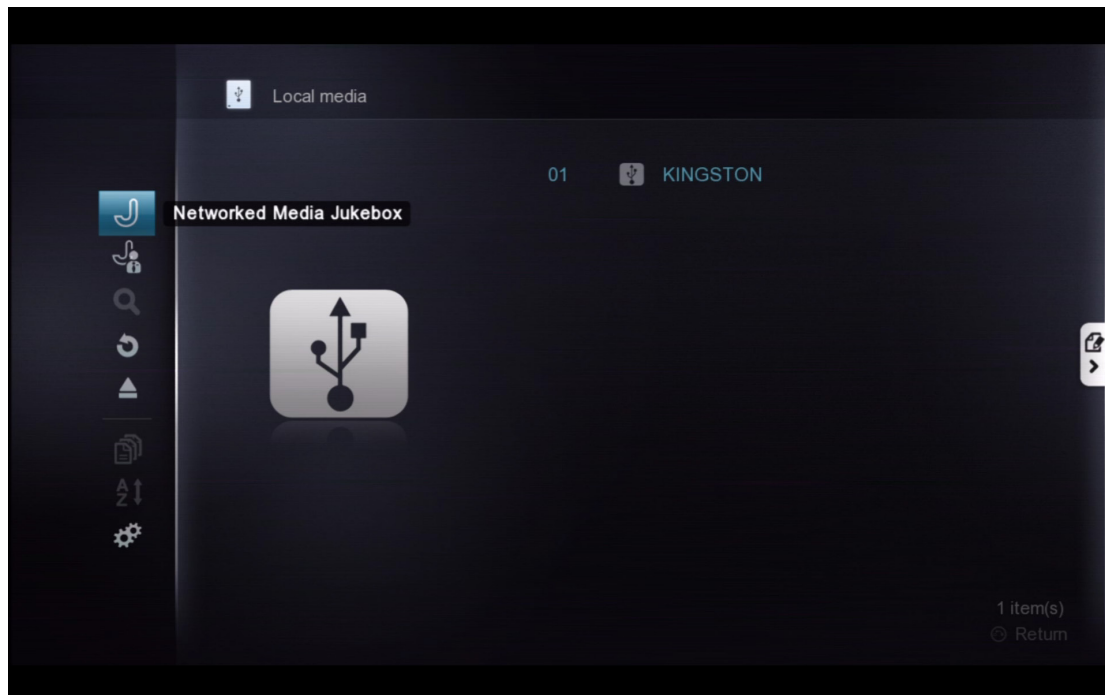 Local media
01 KINGSTON
Networked Media Jukebox
A
Z
1 item(s)
Return